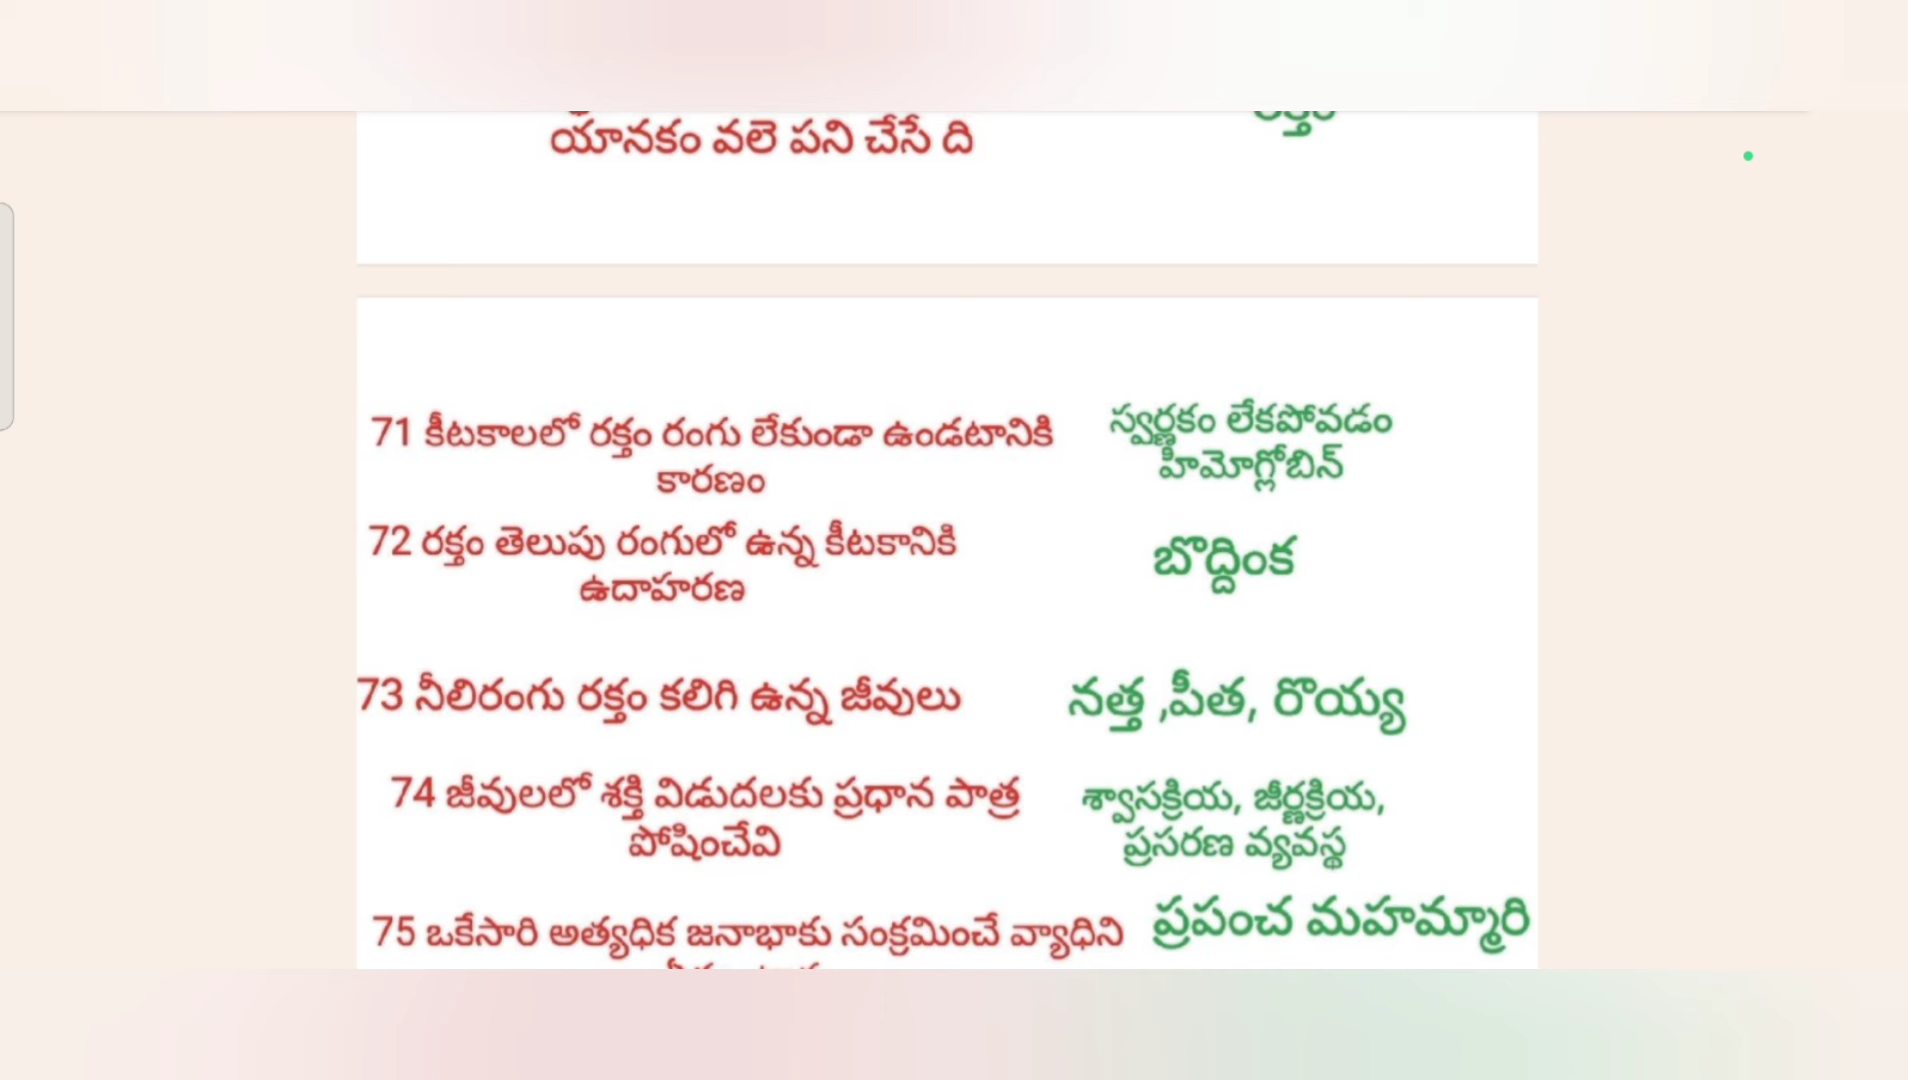 యానకం వలె పని చేసే ది
71 కీటకాలలో రక్తం రంగు లేకుండా ఉండటానికి
కారణం
స్వర్ణకం లేకపోవడం
హిమోగ్లోబిన్
72 రక్తం తెలుపు రంగులో ఉన్న కీటకానికి
ఉదాహరణ
బొద్దింక
73 నీలిరంగు రక్తం కలిగి ఉన్న జీవులు
నత్త ,పీత, రొయ్య
74 జీవులలో శక్తి విడుదలకు ప్రధాన పాత్ర
పోషించేవి
శ్వాసక్రియ, జీర్ణక్రియ,
ప్రసరణ వ్యవస్థ
75 ఒకేసారి అత్యధిక జనాభాకు సంక్రమించే వ్యాధిని
ప్రపంచ మహమ్మారి